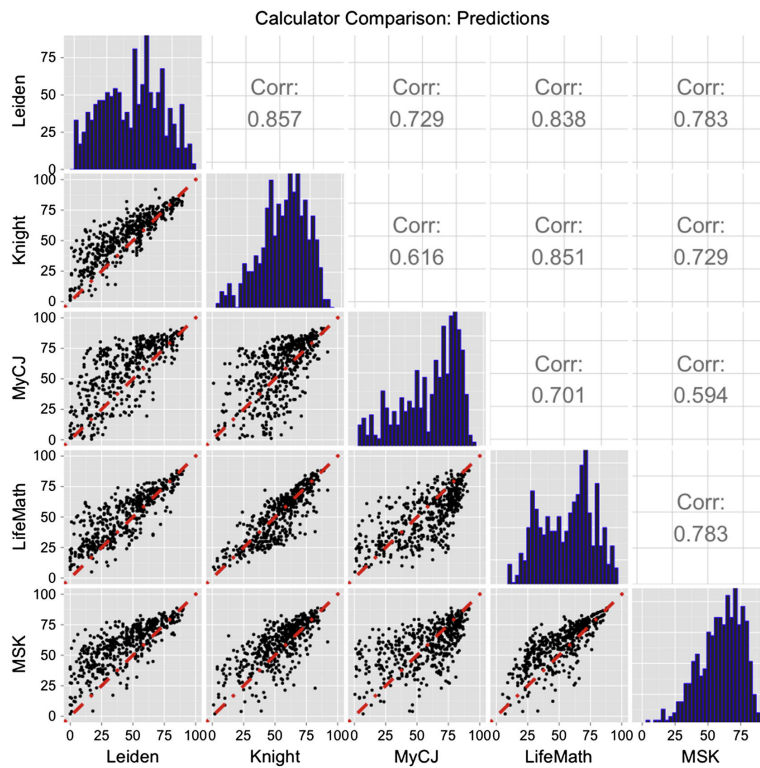 Calculator Comparison: Predictions
Leiden
75
50
25
0
Corr:
0.857
Corr:
0.729
Corr:
0.838
Corr:
0.783
Knight
100
75
50
25
0
Corr:
0.616
Corr:
0.851
Corr:
0.729
MyCJ
100
75
50
25
0
Corr:
0.701
Corr:
0.594
LifeMath
100
75
50
25
0
Corr:
0.783
MSK
100
75
50
25
0
0 25 50 75 100 0 25 50 75 100 0 25 50 75 100 0 25 50 75 100 0 25 50 75
Leiden Knight MyCJ LifeMath MSK